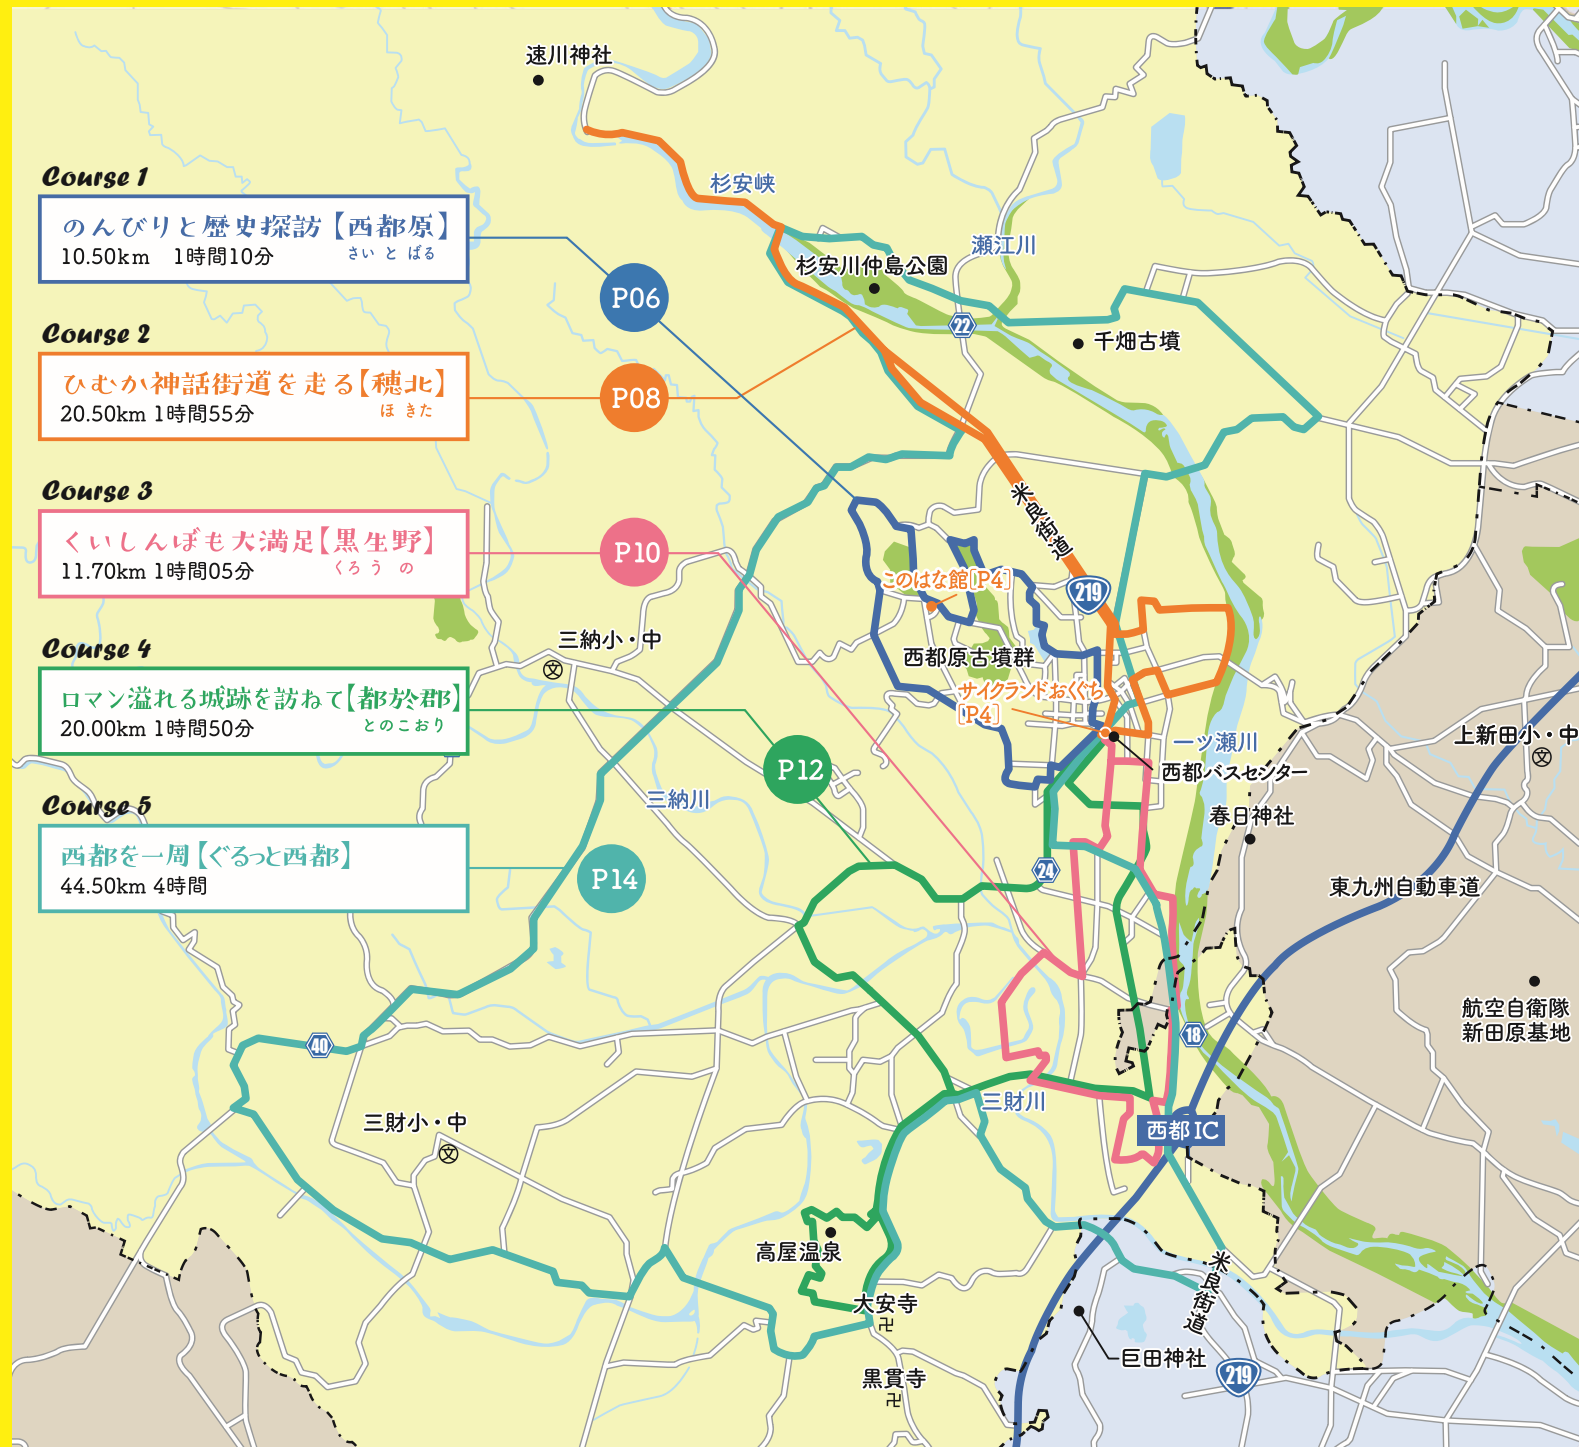 速川神社
杉安峡
瀬江川
杉安川仲島公園
22
千畑古墳
Course 1
のんびりと歴史探訪【西都原】
10.50km 1時間10分
さい と ばる
P06
Course 2
ひむか神話街道を走る【穂北】
20.50km 1時間55分
ほ きた
P08
Course 3
くいしんぼも大満足【黒生野】
11.70km 1時間05分
くろ う の
P10
Course 4
ロマン溢れる城跡を訪ねて【都於郡】
20.00km 1時間50分
とのこおり
P12
Course 5
西都を一周【ぐるっと西都】
44.50km 4時間
P14
米良街道
219
このはな館[P4]
西都原古墳群
サイクランドおぐくち
[P4]
三納小・中
文
三納川
一ツ瀬川
西都バスセンター
春日神社
上新田小・中
文
東九州自動車道
24
航空自衛隊
新田原基地
18
40
三財川
西都IC
三財小・中
文
高屋温泉
大安寺
卍
黒貫寺
卍
米良街道
巨田神社
219